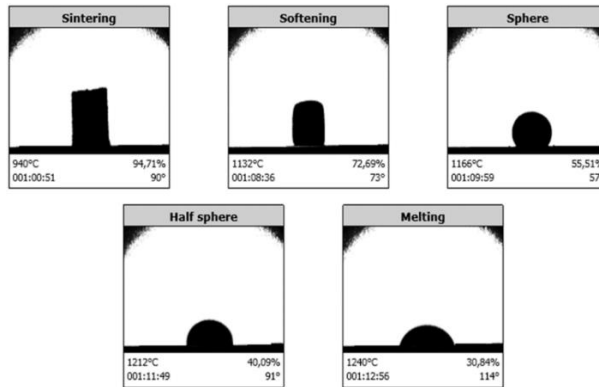 Sintering
940°C 94,71%
001:00:51 90°
Softening
1132°C 72,69%
001:08:36 73°
Sphere
1166°C 55,51%
001:09:59 57°
Half sphere
1212°C 40,09%
001:11:49 91°
Melting
1240°C 30,84%
001:12:56 114°